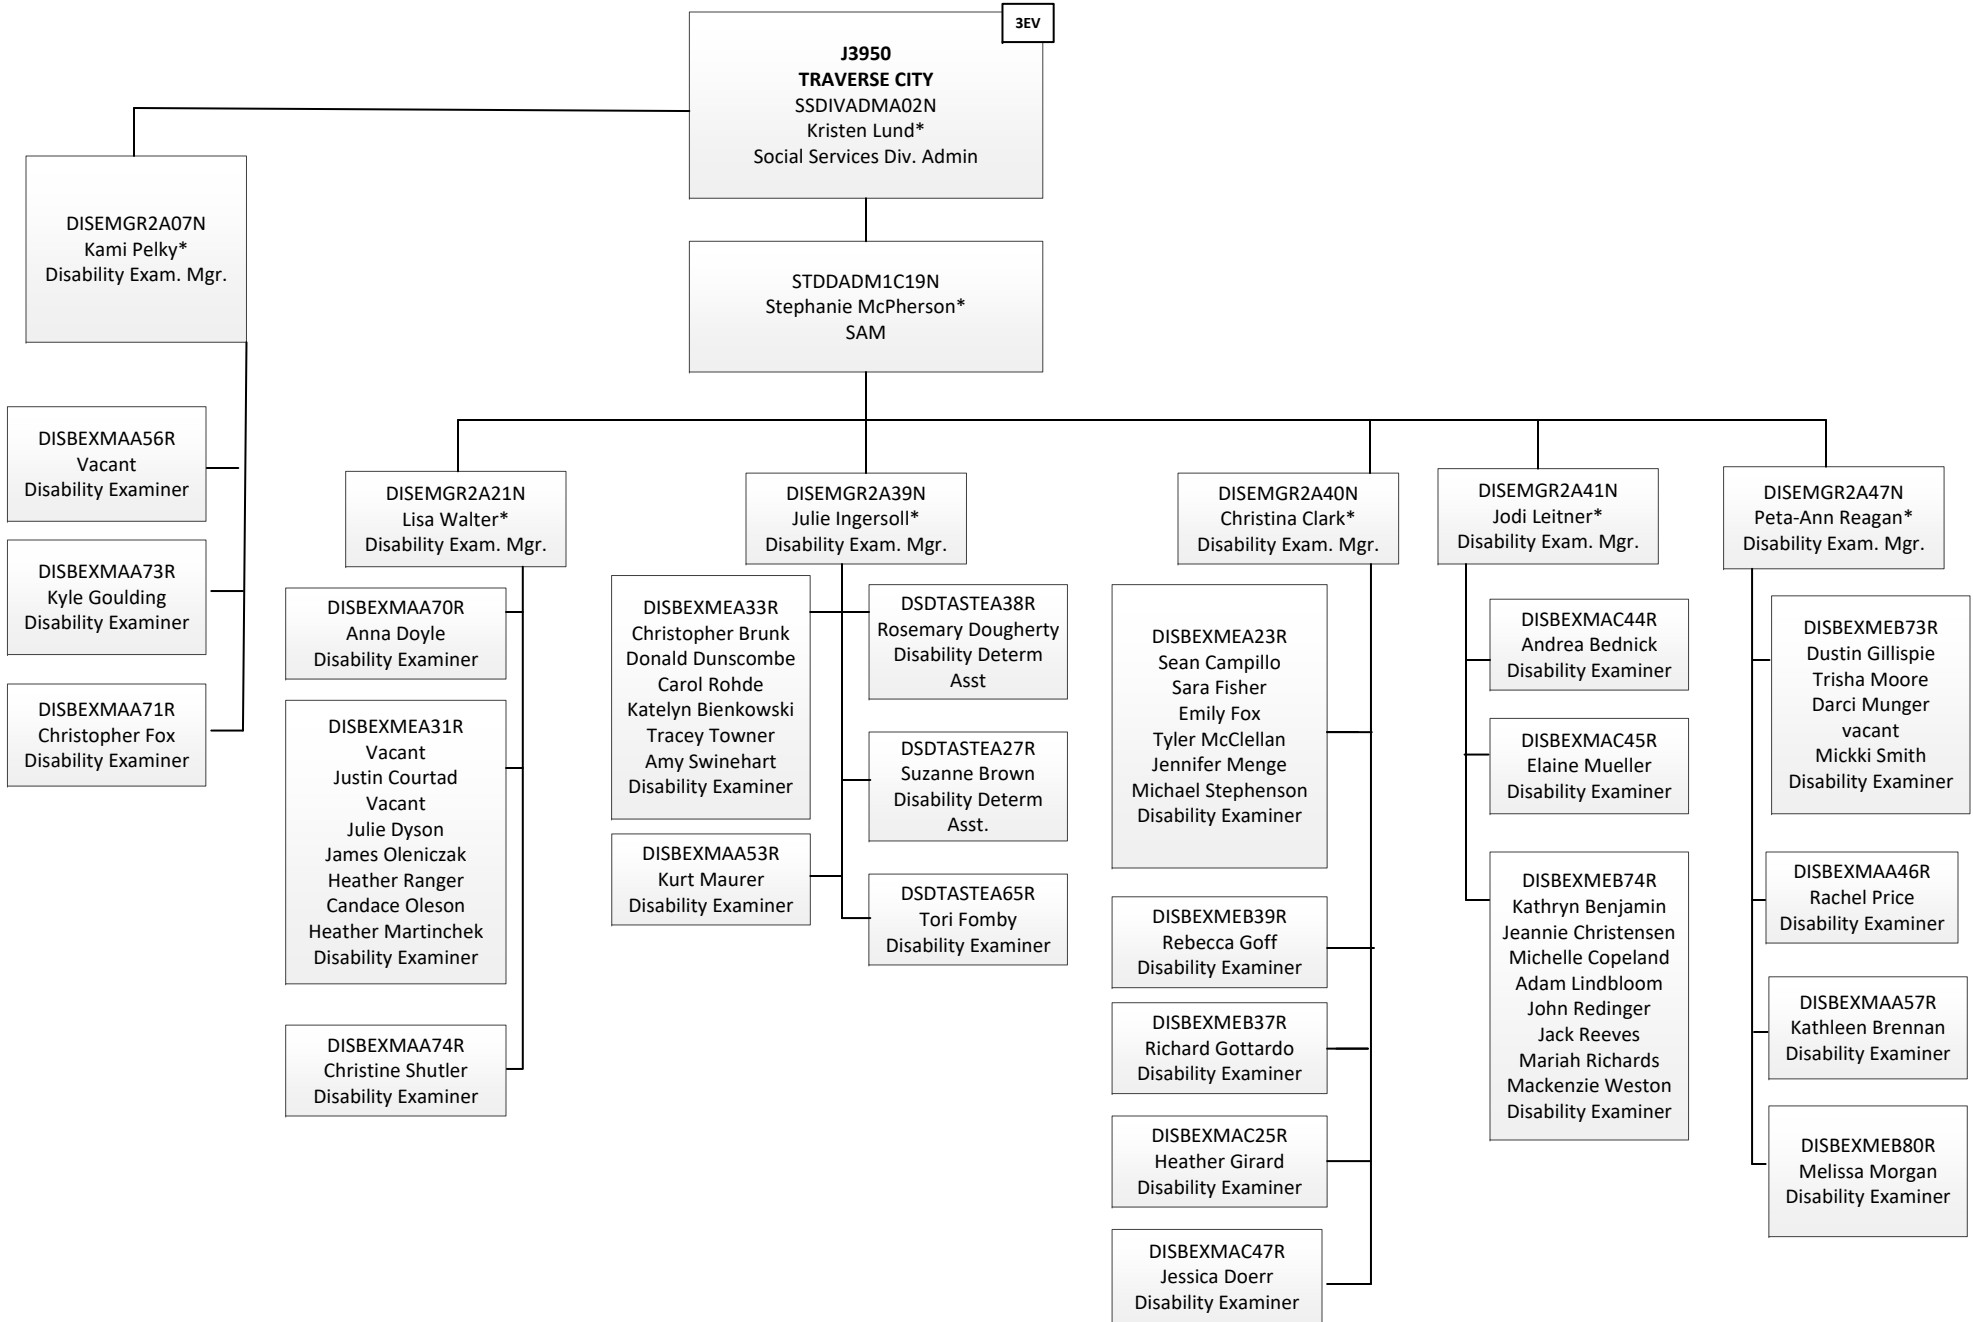 3EV
J3950
TRAVERSE CITY
SSDIVADMA02N
Kristen Lund*
Social Services Div. Admin
DISEMGR2A07N
Kami Pelky*
Disability Exam. Mgr.
STDDADM1C19N
Stephanie McPherson*
SAM
DISBEXMAA56R
Vacant
Disability Examiner
DISBEXMAA73R
Kyle Goulding
Disability Examiner
DISBEXMAA71R
Christopher Fox
Disability Examiner
DISEMGR2A21N
Lisa Walter*
Disability Exam. Mgr.
DISBEXMAA70R
Anna Doyle
Disability Examiner
DISBEXMEA31R
Vacant
Justin Courtad
Vacant
Julie Dyson
James Oleniczak
Heather Ranger
Candace Oleson
Heather Martinchek
Disability Examiner
DISBEXMAA74R
Christine Shutler
Disability Examiner
DISEMGR2A39N
Julie Ingersoll*
Disability Exam. Mgr.
DISBEXMEA33R
Christopher Brunk
Donald Dunscombe
Carol Rohde
Katelyn Bienkowski
Tracey Towner
Amy Swinehart
Disability Examiner
DISBEXMAA53R
Kurt Maurer
Disability Examiner
DSDTASTEA38R
Rosemary Dougherty
Disability Determ
Asst
DSDTASTEA27R
Suzanne Brown
Disability Determ
Asst.
DSDTASTEA65R
Tori Fomby
Disability Examiner
DISEMGR2A40N
Christina Clark*
Disability Exam. Mgr.
DISBEXMEA23R
Sean Campillo
Sara Fisher
Emily Fox
Tyler McClellan
Jennifer Menge
Michael Stephenson
Disability Examiner
DISBEXMEB39R
Rebecca Goff
Disability Examiner
DISBEXMEB37R
Richard Gottardo
Disability Examiner
DISBEXMAC25R
Heather Girard
Disability Examiner
DISBEXMAC47R
Jessica Doerr
Disability Examiner
DISEMGR2A41N
Jodi Leitner*
Disability Exam. Mgr.
DISBEXMAC44R
Andrea Bednick
Disability Examiner
DISBEXMAC45R
Elaine Mueller
Disability Examiner
DISBEXMEB74R
Kathryn Benjamin
Jeannie Christensen
Michelle Copeland
Adam Lindbloom
John Redinger
Jack Reeves
Mariah Richards
Mackenzie Weston
Disability Examiner
DISEMGR2A47N
Peta-Ann Reagan*
Disability Exam. Mgr.
DISBEXMEB73R
Dustin Gillispie
Trisha Moore
Darci Munger
vacant
Mickki Smith
Disability Examiner
DISBEXMAA46R
Rachel Price
Disability Examiner
DISBEXMAA57R
Kathleen Brennan
Disability Examiner
DISBEXMEB80R
Melissa Morgan
Disability Examiner